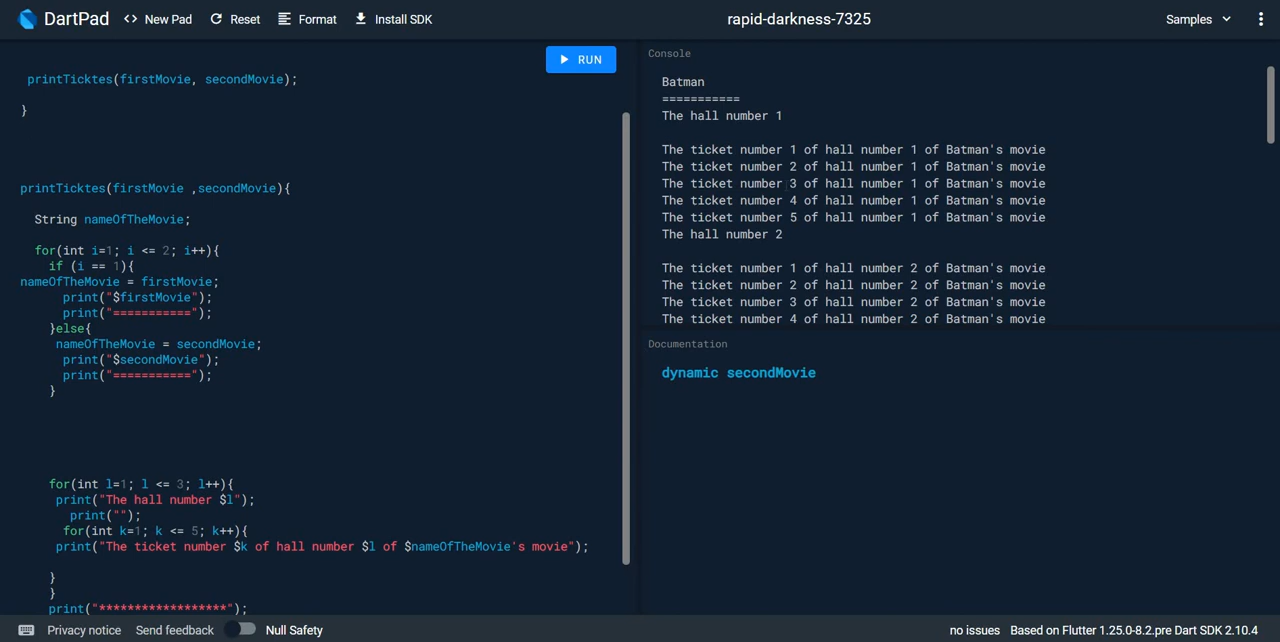 DartPad
New Pad
Reset
Format
Install SDK
rapid-darkness-7325
Samples
RUN
printTicktes(firstMovie, secondMovie);
}
printTicktes(firstMovie ,secondMovie){
String nameOfTheMovie;
for(int i=1; i <= 2; i++){
if (i == 1){
nameOfTheMovie = firstMovie;
print("$firstMovie");
print("===========");
}else{
nameOfTheMovie = secondMovie;
print("$secondMovie");
print("===========");
}
for(int l=1; l <= 3; l++){
print("The hall number $l");
print("");
for(int k=1; k <= 5; k++){
print("The ticket number $k of hall number $l of $nameOfTheMovie's movie");
}
}
print("******************");
Console
Batman
===========
The hall number 1
The ticket number 1 of hall number 1 of Batman's movie
The ticket number 2 of hall number 1 of Batman's movie
The ticket number 3 of hall number 1 of Batman's movie
The ticket number 4 of hall number 1 of Batman's movie
The ticket number 5 of hall number 1 of Batman's movie
The hall number 2
The ticket number 1 of hall number 2 of Batman's movie
The ticket number 2 of hall number 2 of Batman's movie
The ticket number 3 of hall number 2 of Batman's movie
The ticket number 4 of hall number 2 of Batman's movie
Documentation
dynamic secondMovie
Privacy notice
Send feedback
Null Safety
no issues
Based on Flutter 1.25.0-8.2.pre Dart SDK 2.10.4